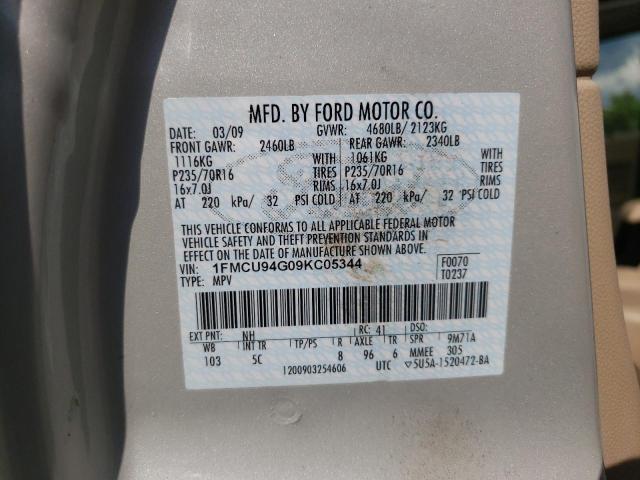 MFD. BY FORD MOTOR CO.
DATE: 03/09 GVWR: 4680LB/ 2123KG
FRONT GAWR: 2460LB REAR GAWR: 2340LB
1116KG WITH 1061KG WITH
P235/70R16 TIRES P235/70R16 TIRES
16x7.0J RIMS 16x7.0J RIMS
AT 220 kPa/ 32 PSI COLD AT 220 kPa/ 32 PSI COLD
THIS VEHICLE CONFORMS TO ALL APPLICABLE FEDERAL MOTOR
VEHICLE SAFETY AND THEFT PREVENTION STANDARDS IN
EFFECT ON THE DATE OF MANUFACTURE SHOWN ABOVE.
VIN: 1FMCU94G09KC05344 F0070
TYPE: MPV T0237
EXT PNT: NH RC: 41 DSO:
WB INT TR TP/PS R AXLE TR SPR 9M71A
103 5C 8 96 6 MMEE 305
1200903254606 UTC ▽5U5A-1520472-BA